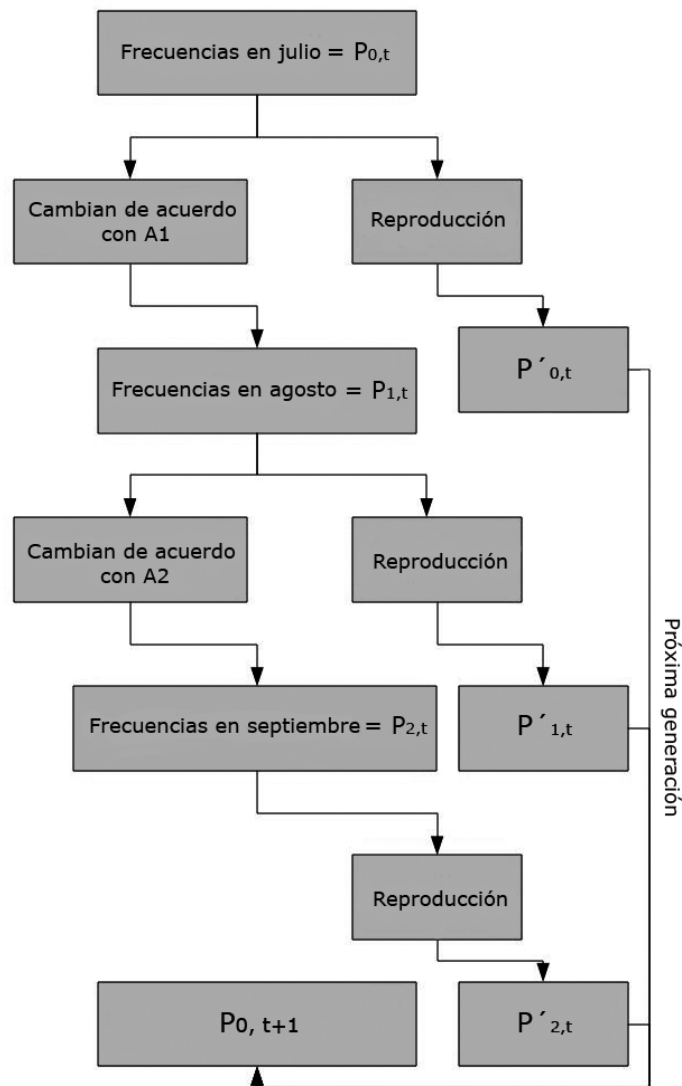 Frecuencias en julio = P0,t
Cambian de acuerdo
con A1
Reproducción
P´0,t
Frecuencias en agosto = P1,t
Cambian de acuerdo
con A2
Reproducción
P´1,t
Frecuencias en septiembre = P2,t
Reproducción
P0, t+1
P´2,t
Próxima generación